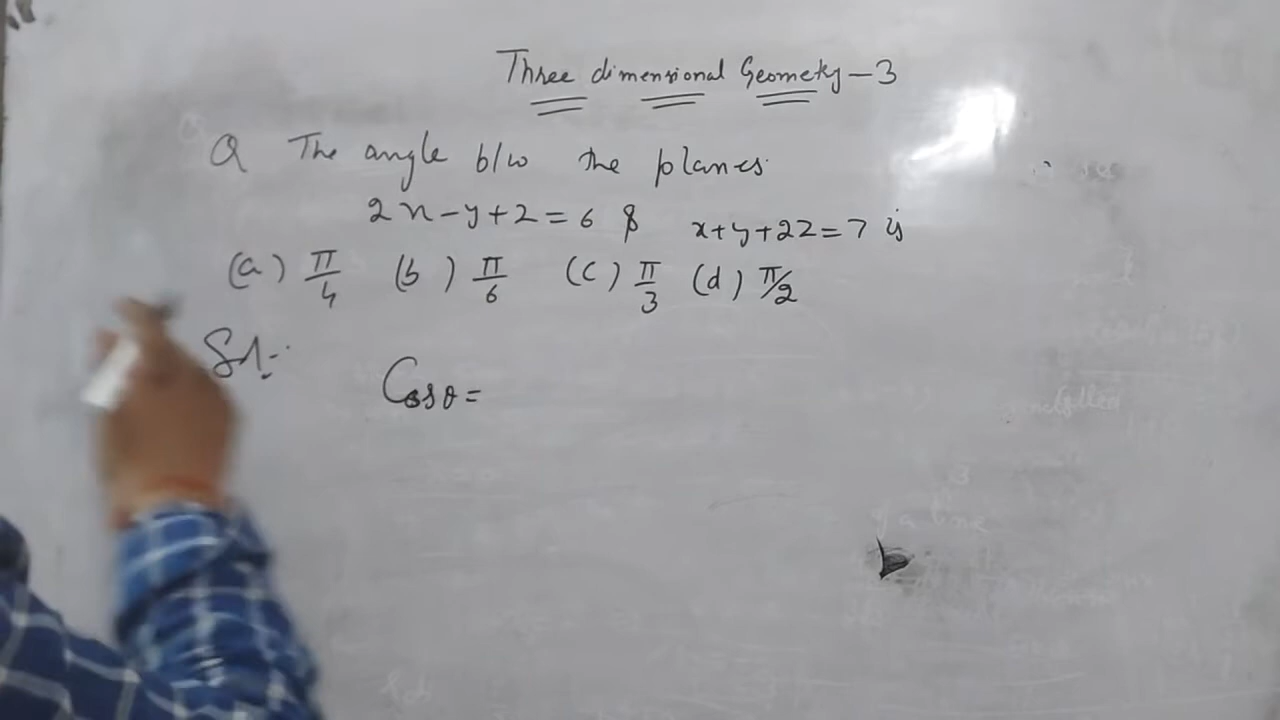 Three dimensional Geometry-3
Q The angle b/w the planes
2x-y+z=6 & x+y+2z=7 is
(a) π/4 (b) π/6 (c) π/3 (d) π/2
Sol:-
Cosθ=